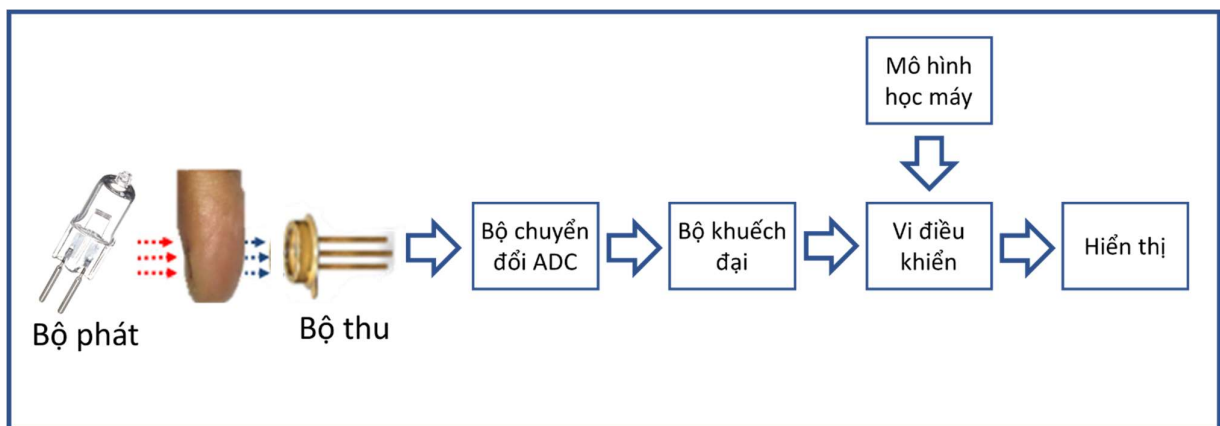 Mô hình
học máy
Bộ chuyển
đổi ADC
Bộ khuếch
đại
Vi điều
khiển
Hiển thị
Bộ phát
Bộ thu